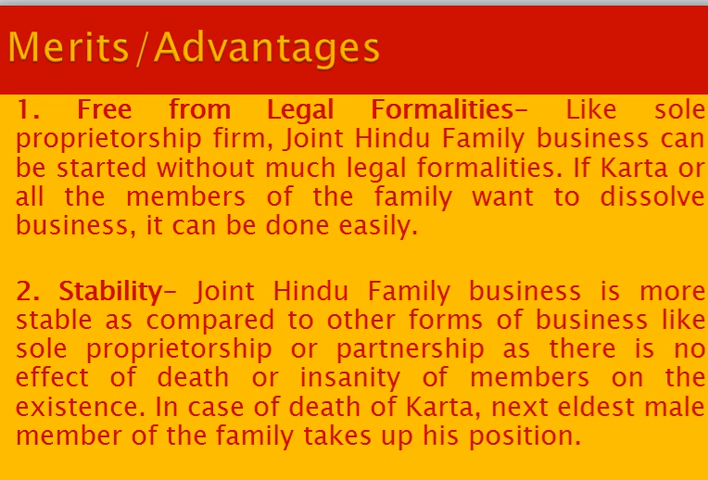 Merits/Advantages
1. Free from Legal Formalities- Like sole
proprietorship firm, Joint Hindu Family business can
be started without much legal formalities. If Karta or
all the members of the family want to dissolve
business, it can be done easily.
2. Stability- Joint Hindu Family business is more
stable as compared to other forms of business like
sole proprietorship or partnership as there is no
effect of death or insanity of members on the
existence. In case of death of Karta, next eldest male
member of the family takes up his position.